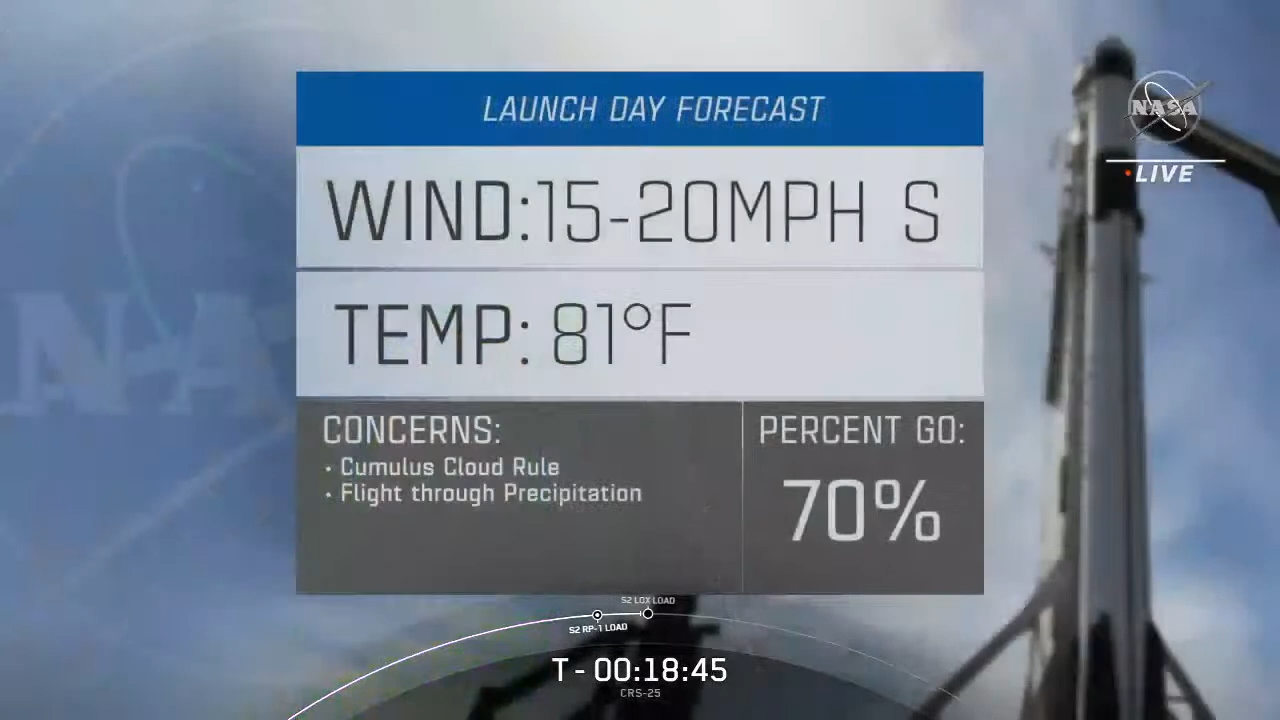 LAUNCH DAY FORECAST
NASA
LIVE
WIND:15-20MPH S
TEMP: 81°F
CONCERNS:
• Cumulus Cloud Rule
• Flight through Precipitation
PERCENT GO:
70%
S2 LOX LOAD
S2 RP-1 LOAD
T - 00:18:45
CRS-25